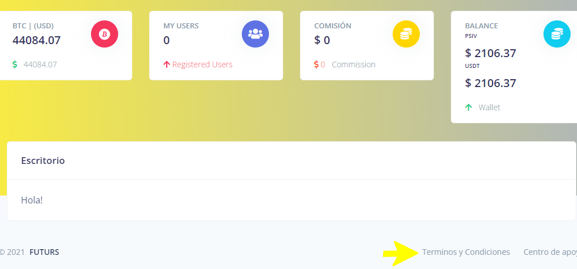 BTC | (USD)
44084.07
$ 44084.07
MY USERS
0
Registered Users
COMISIÓN
$ 0
$ 0 Commission
BALANCE
PSIV
$ 2106.37
USDT
$ 2106.37
Wallet
Escritorio
Hola!
© 2021 FUTURS
Terminos y Condiciones
Centro de apoy